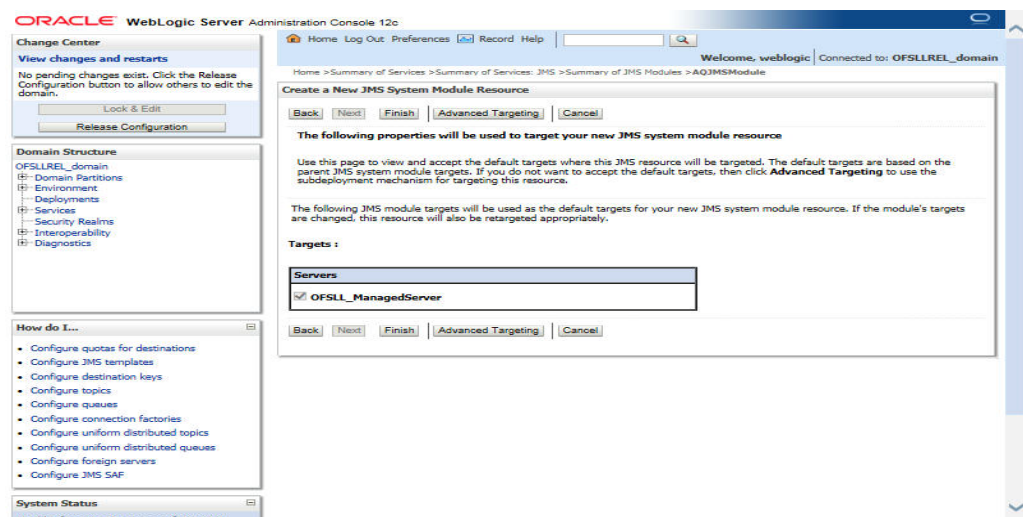 ORACLE WebLogic Server Administration Console 12c
Change Center
View changes and restarts
No pending changes exist. Click the Release
Configuration button to allow others to edit the
domain.
Lock & Edit
Release Configuration
Domain Structure
OFSLLREL_domain
Domain Partitions
Environment
Deployments
Services
Security Realms
Interoperability
Diagnostics
How do I...
Configure quotas for destinations
Configure JMS templates
Configure destination keys
Configure topics
Configure queues
Configure connection factories
Configure uniform distributed topics
Configure uniform distributed queues
Configure foreign servers
Configure JMS SAF
System Status
Home Log Out Preferences Record Help
Welcome, weblogic Connected to: OFSLLREL_domain
Home >Summary of Services >Summary of Services: JMS >Summary of JMS Modules >AQJMSModule
Create a New JMS System Module Resource
Back Next Finish Advanced Targeting Cancel
The following properties will be used to target your new JMS system module resource
Use this page to view and accept the default targets where this JMS resource will be targeted. The default targets are based on the
parent JMS system module targets. If you do not want to accept the default targets, then click Advanced Targeting to use the
subdeployment mechanism for targeting this resource.
The following JMS module targets will be used as the default targets for your new JMS system module resource. If the module's targets
are changed, this resource will also be retargeted appropriately.
Targets :
Servers
OFSLL_ManagedServer
Back Next Finish Advanced Targeting Cancel